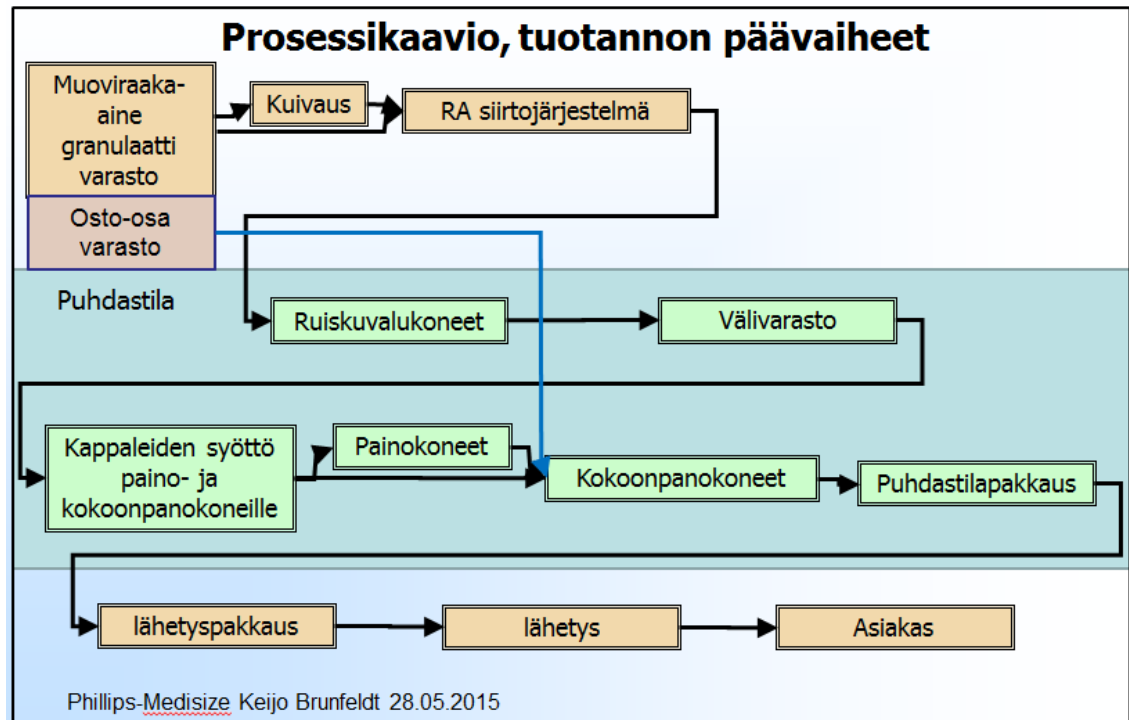 Prosessikaavio, tuotannon päävaiheet
Muoviraaka-
aine
granulaatti
varasto
Kuivaus
RA siirtojärjestelmä
Osto-osa
varasto
Puhdastila
Ruiskuvalukoneet
Välivarasto
Kappaleiden syöttö
paino- ja
kokoonpanokoneille
Painokoneet
Kokoonpanokoneet
Puhdastilapakkaus
lähetyspakkaus
lähetys
Asiakas
Phillips-Medisize Keijo Brunfeldt 28.05.2015